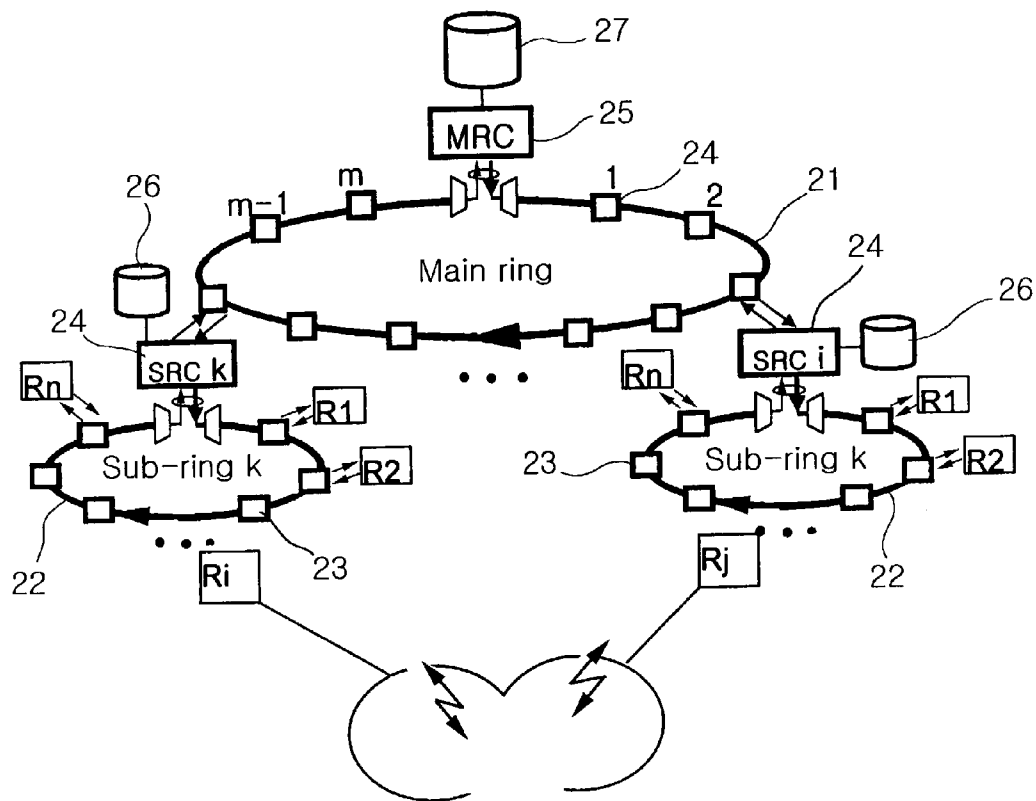 27
MRC
25
24
m
1
21
m-1
2
26
Main ring
24
26
24
SRC k
SRC i
Rn
R1
Rn
R1
Sub-ring k
R2
23
Sub-ring k
R2
22
23
22
Ri
Rj